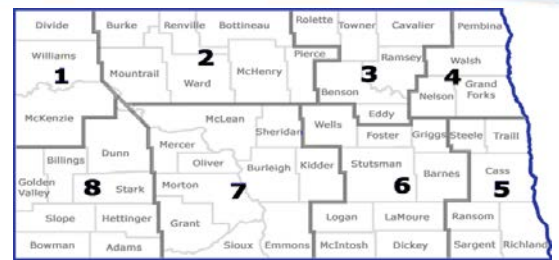 Divide
Burke
Renville
Bottineau
Rolette
Towner
Cavalier
Pembina
Williams
1
Mountrail
2
Ward
McHenry
Pierce
Benson
3
Ramsey
Walsh
4
Nelson
Grand
Forks
McKenzie
McLean
Sheridan
Wells
Eddy
Foster
Griggs
Steele
Traill
Billings
Dunn
Mercer
Oliver
Burleigh
Kidder
Stutsman
Barnes
Cass
Golden
Valley
8
Stark
Morton
7
6
5
Slope
Hettinger
Grant
Logan
LaMoure
Ransom
Bowman
Adams
Sioux
Emmons
McIntosh
Dickey
Sargent
Richland